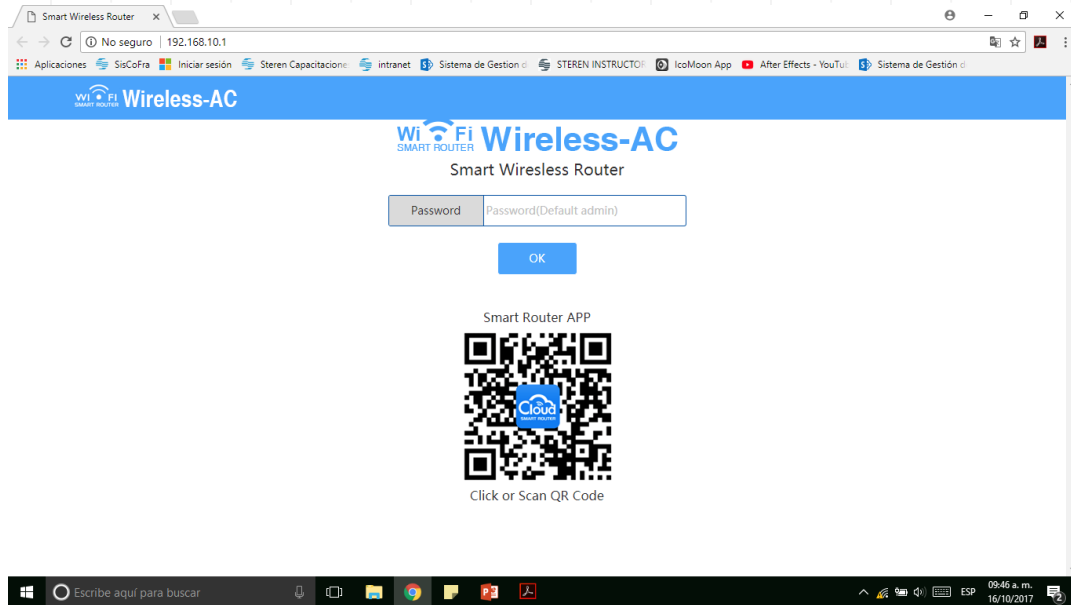 Smart Wireless Router
No seguro | 192.168.10.1
Aplicaciones SisCoFra Iniciar sesión Steren Capacitacione intranet Sistema de Gestion d STEREN INSTRUCTOR IcoMoon App After Effects - YouTu Sistema de Gestión d
Wi Fi SMART ROUTER Wireless-AC
Wi Fi SMART ROUTER Wireless-AC
Smart Wiresless Router
Password Password(Default admin)
OK
Smart Router APP
Cloud
SMART ROUTER
Click or Scan QR Code
Escribe aquí para buscar
ESP
09:46 a. m.
16/10/2017
2